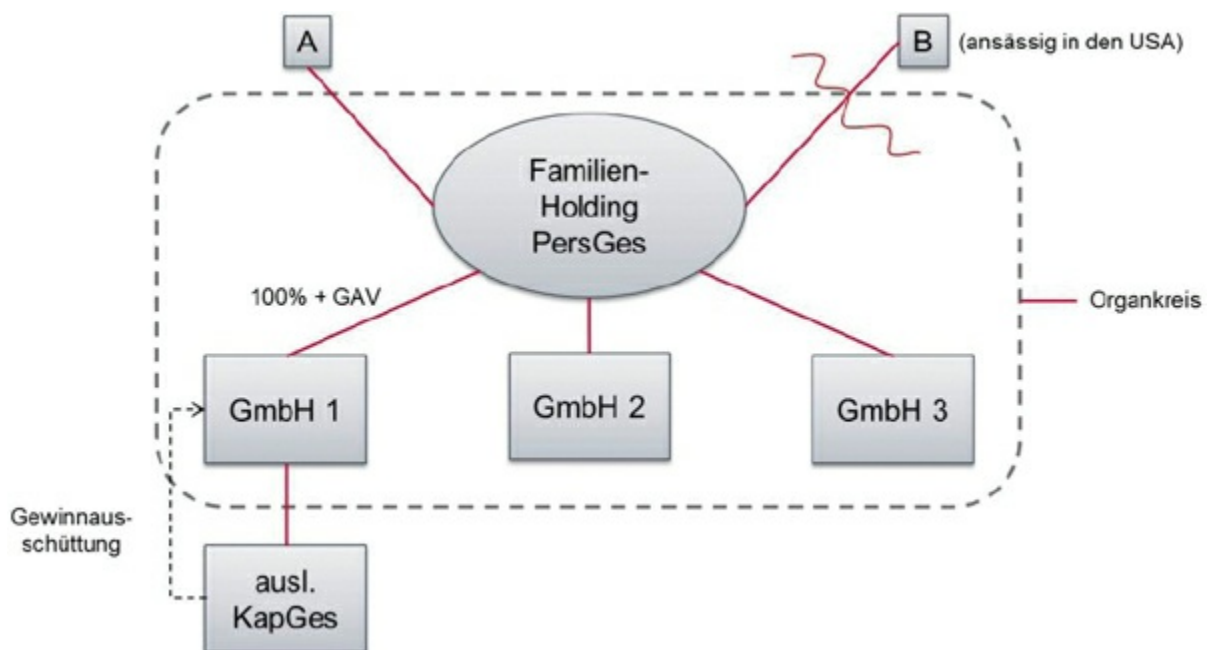 A
B
(ansässig in den USA)
Familien-
Holding
PersGes
100% + GAV
Organkreis
GmbH 1
GmbH 2
GmbH 3
Gewinnaus-
schüttung
ausl.
KapGes